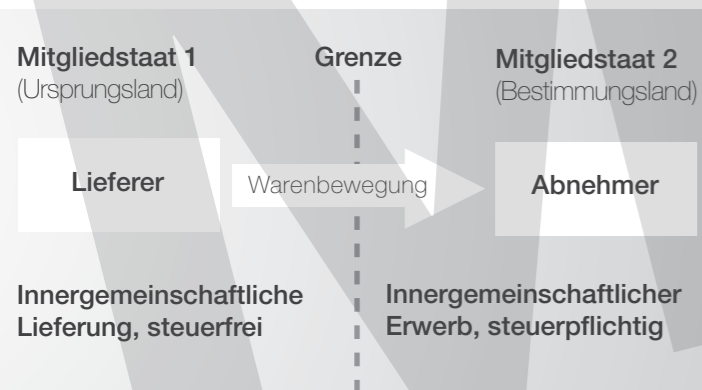 Mitgliedstaat 1
(Ursprungsland)
Grenze
Mitgliedstaat 2
(Bestimmungsland)
Lieferer
Warenbewegung
Abnehmer
Innergemeinschaftliche
Lieferung, steuerfrei
Innergemeinschaftlicher
Erwerb, steuerpflichtig